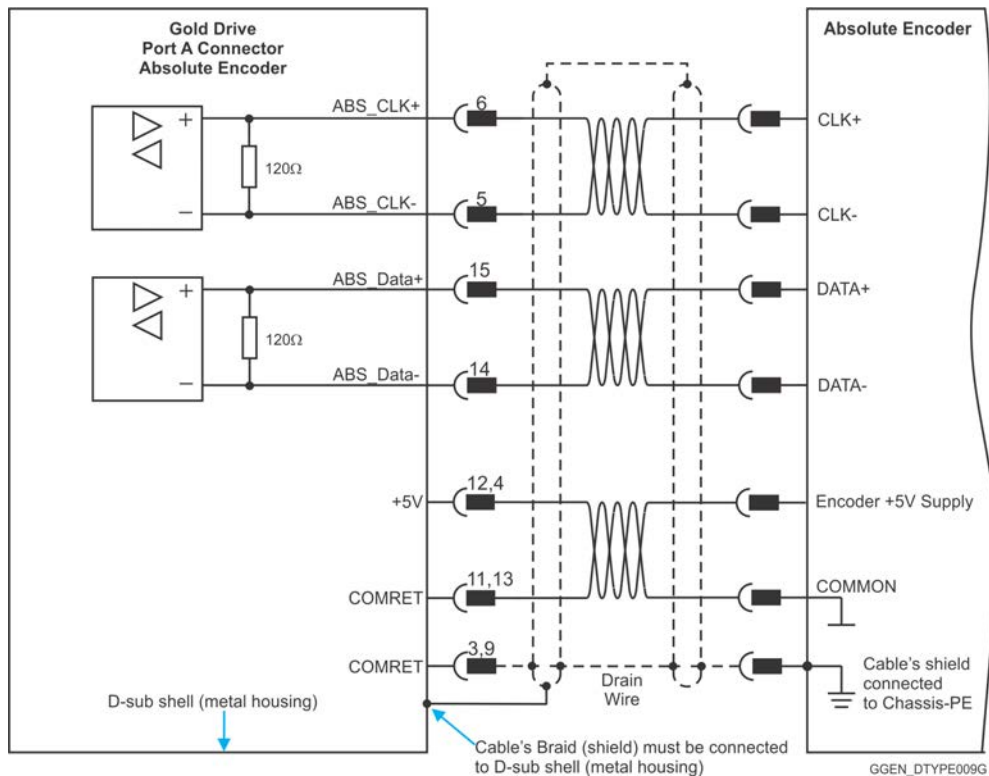 Gold Drive
Port A Connector
Absolute Encoder
Absolute Encoder
ABS_CLK+
6
CLK+
+
120Ω
−
ABS_CLK-
5
CLK-
ABS_Data+
15
DATA+
+
120Ω
−
ABS_Data-
14
DATA-
+5V
12,4
Encoder +5V Supply
COMRET
11,13
COMMON
COMRET
3,9
Drain
Wire
Cable's shield
connected
to Chassis-PE
D-sub shell (metal housing)
Cable's Braid (shield) must be connected
to D-sub shell (metal housing)
GGEN_DTYPE009G